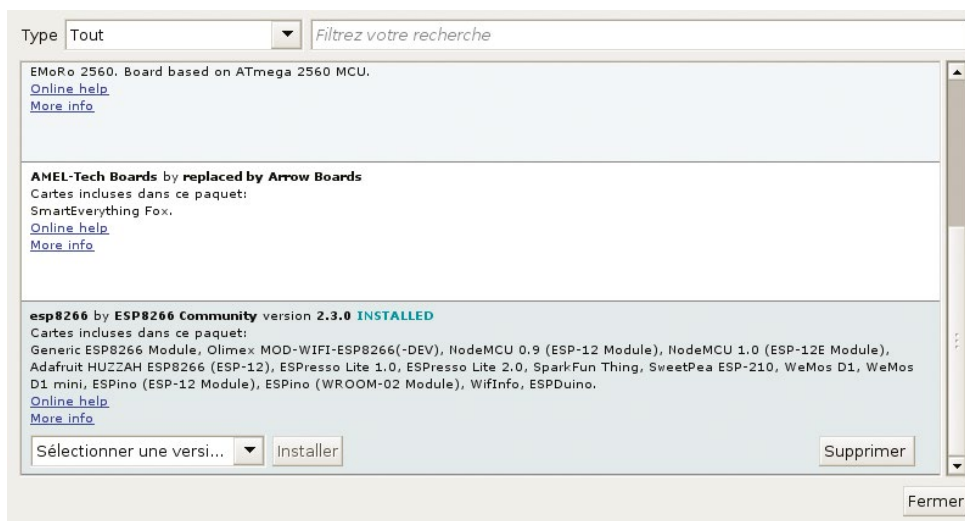 Type Tout Filtrez votre recherche
EMoRo 2560. Board based on ATmega 2560 MCU.
Online help
More info
AMEL-Tech Boards by replaced by Arrow Boards
Cartes incluses dans ce paquet:
SmartEverything Fox.
Online help
More info
esp8266 by ESP8266 Community version 2.3.0 INSTALLED
Cartes incluses dans ce paquet:
Generic ESP8266 Module, Olimex MOD-WIFI-ESP8266(-DEV), NodeMCU 0.9 (ESP-12 Module), NodeMCU 1.0 (ESP-12E Module),
Adafruit HUZZAH ESP8266 (ESP-12), ESPresso Lite 1.0, ESPresso Lite 2.0, SparkFun Thing, SweetPea ESP-210, WeMos D1, WeMos
D1 mini, ESPino (ESP-12 Module), ESPino (WROOM-02 Module), WifInfo, ESPDuino.
Online help
More info
Sélectionner une versi... Installer Supprimer
Fermer